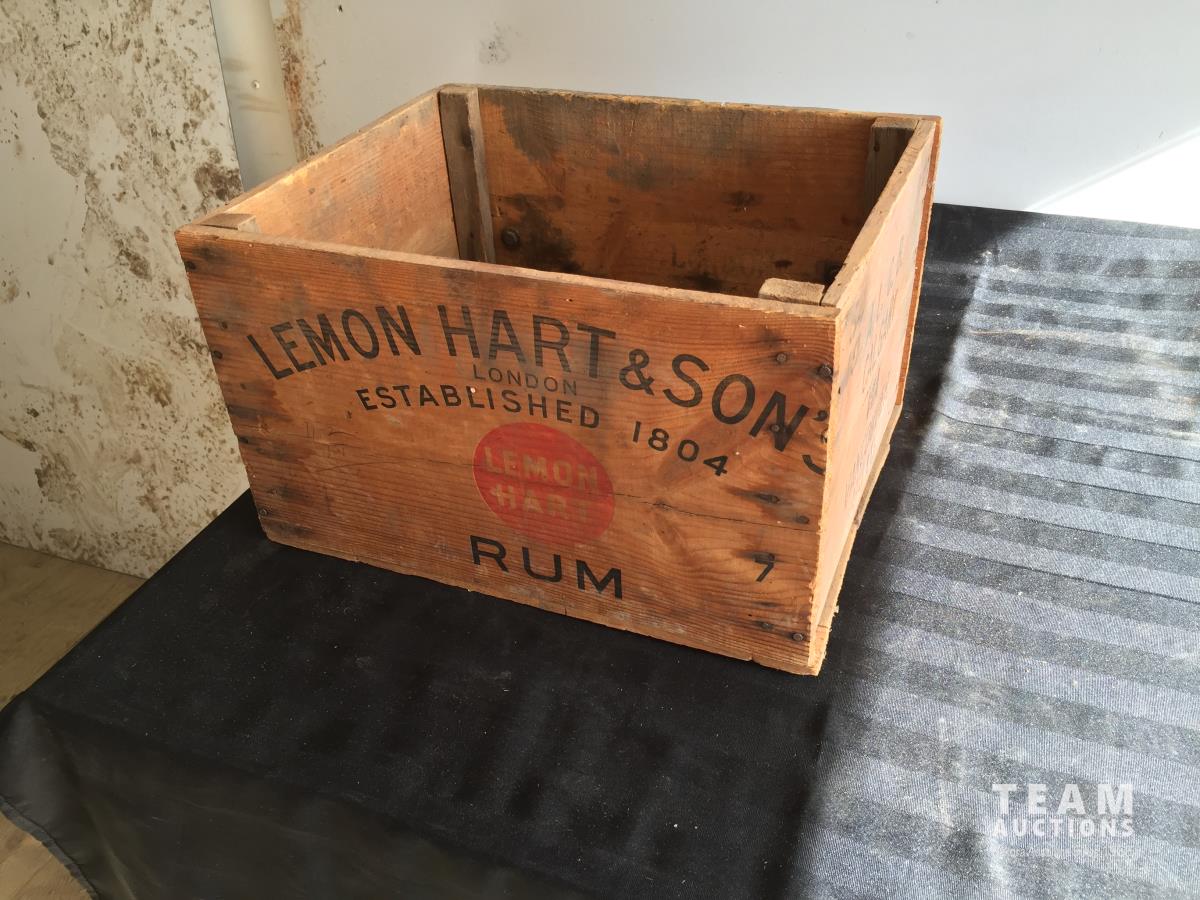 LEMON HART & SON'S
LONDON
ESTABLISHED 1804
LEMON
HART
RUM
7
TEAM
AUCTIONS